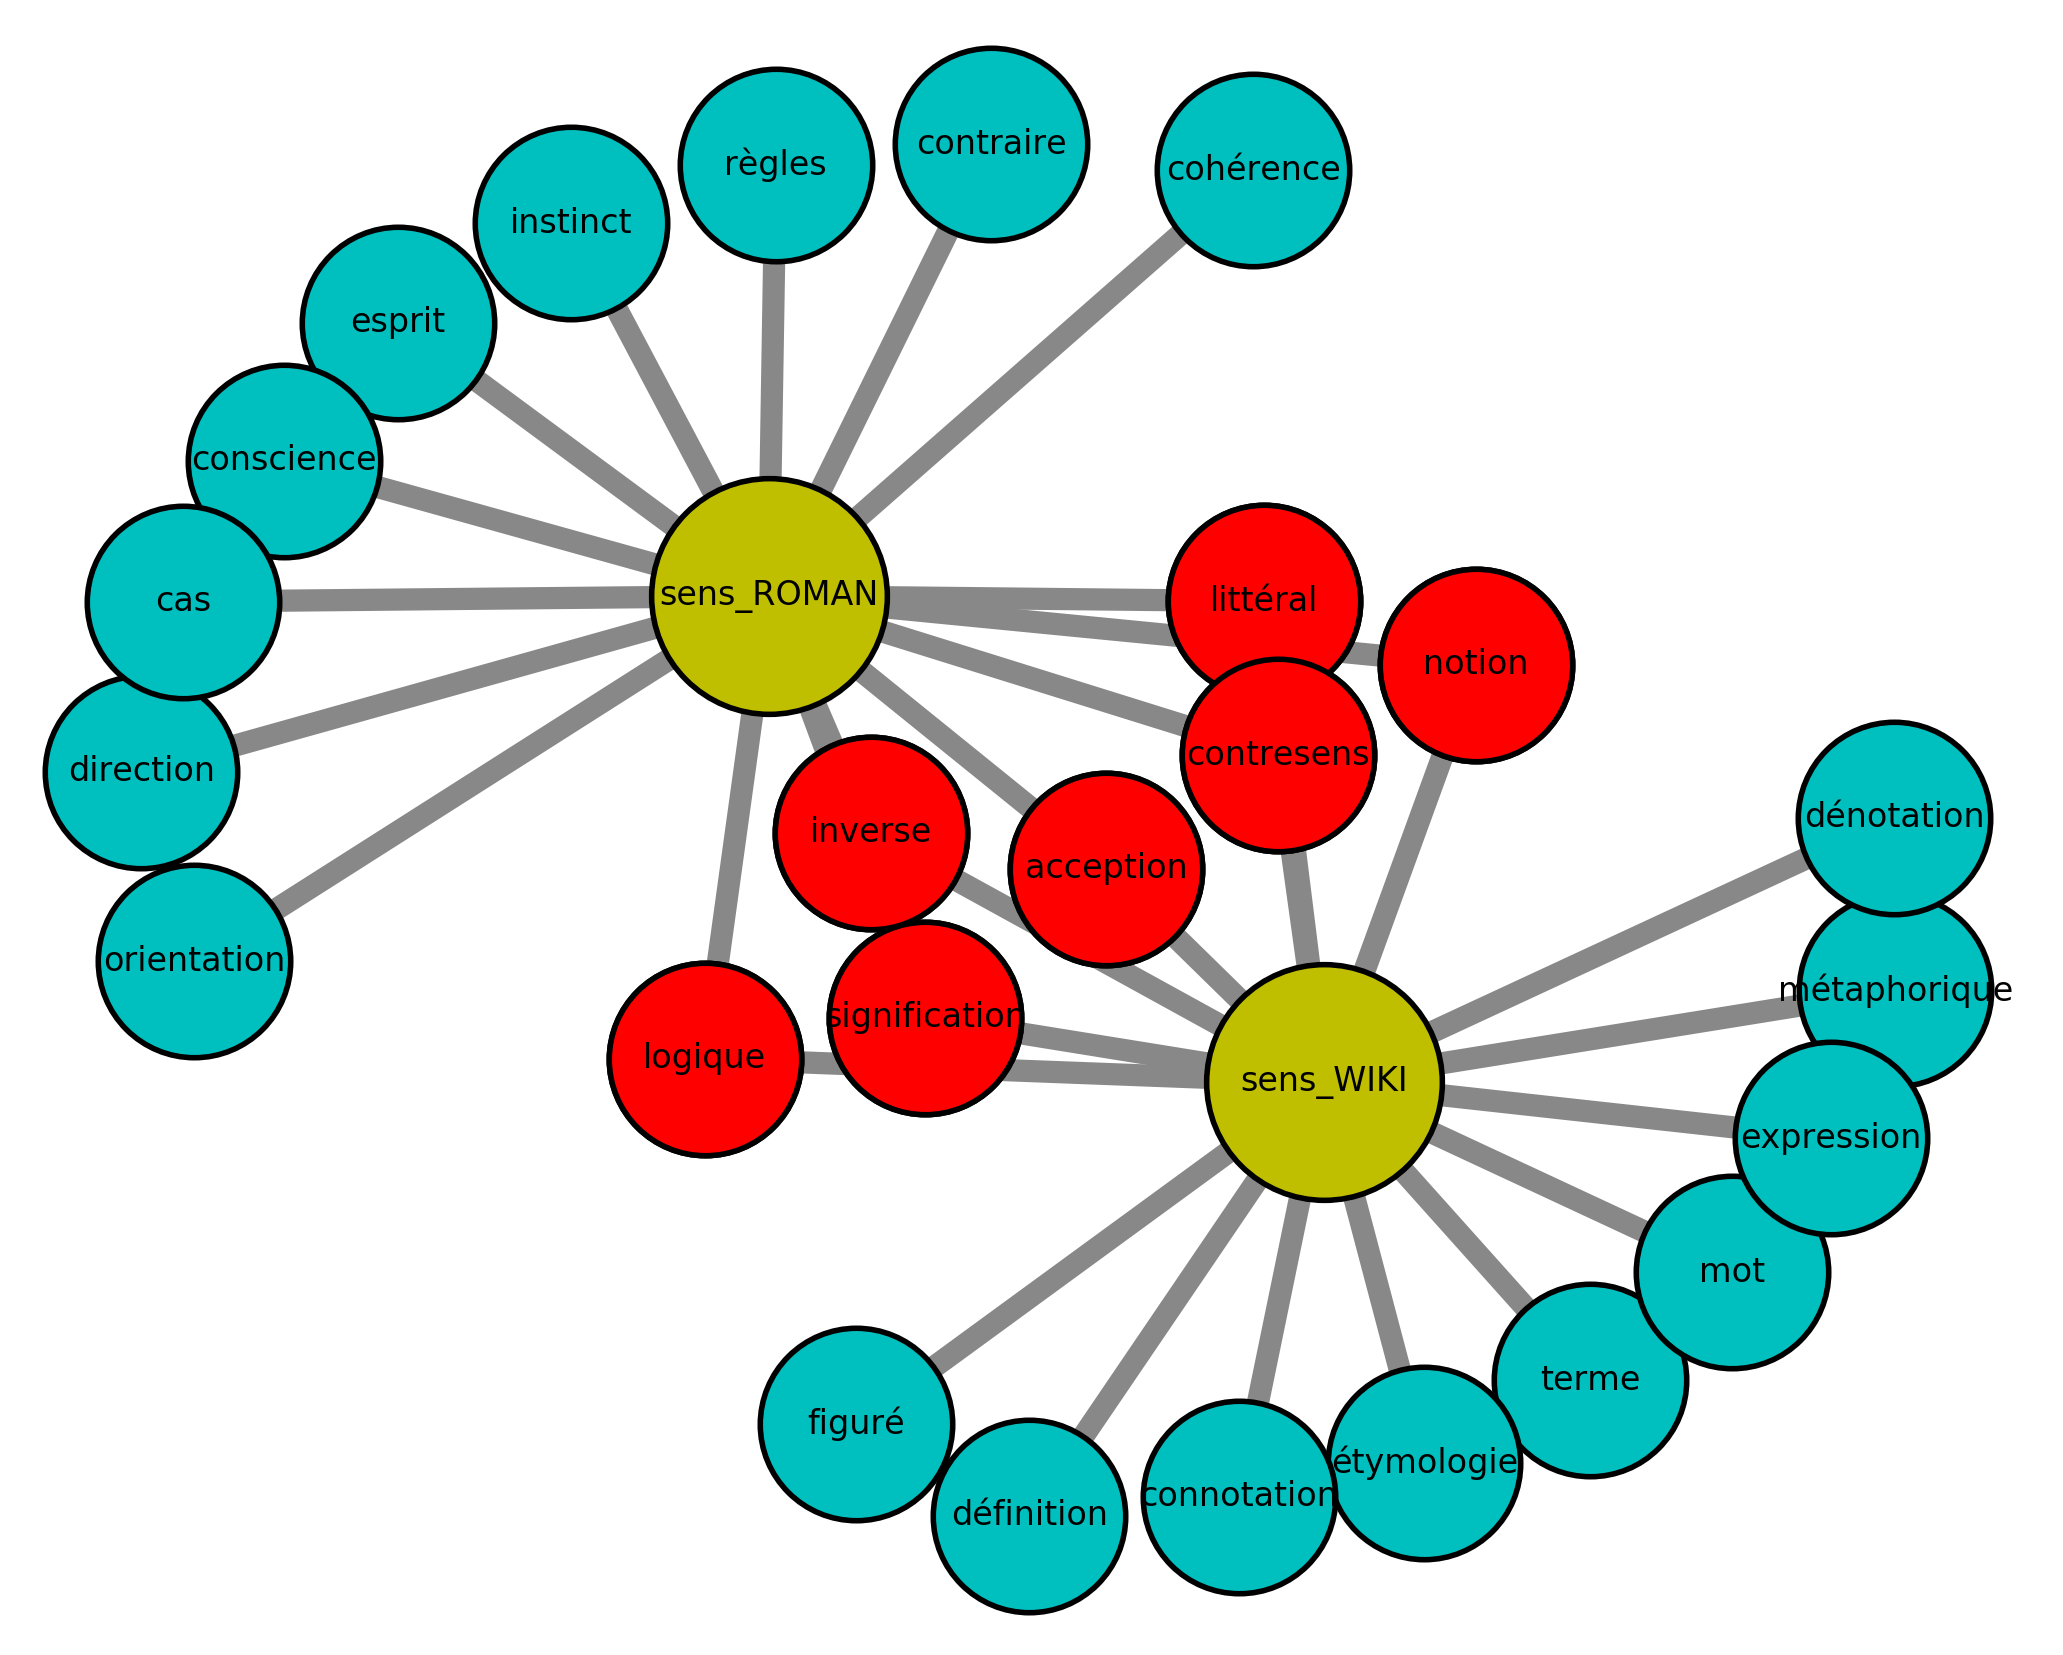 contraire
règles
cohérence
instinct
esprit
conscience
sens_ROMAN
cas
littéral
notion
contresens
direction
dénotation
inverse
acception
orientation
métaphorique
signification
logique
sens_WIKI
expression
mot
terme
figuré
étymologie
connotation
définition